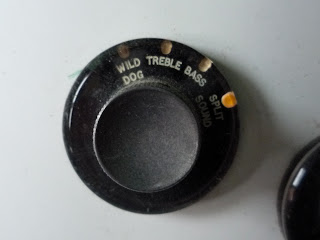 WILD DOG
TREBLE
BASS
SPLIT SOUND